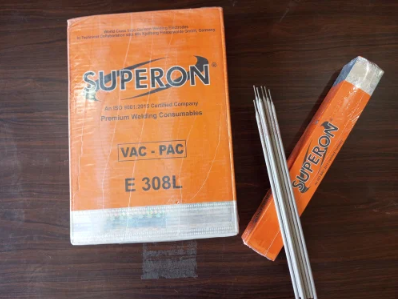 SUPERON
An ISO 9001:2015 Certified Company
Premium Welding Consumables
VAC - PAC
E 308L
SUPERON